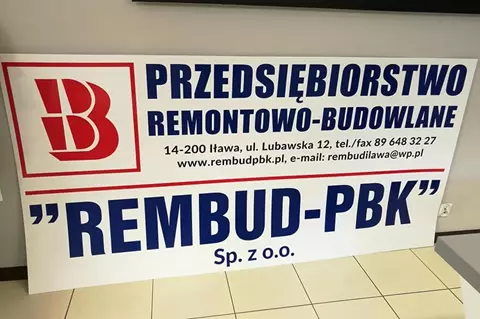 B
PRZEDSIĘBIORSTWO
REMONTOWO-BUDOWLANE
14-200 Iława, ul. Lubawska 12, tel./fax 89 648 32 27
www.rembudpbk.pl, e-mail: rembudilawa@wp.pl
"REMBUD-PBK"
Sp. z o.o.